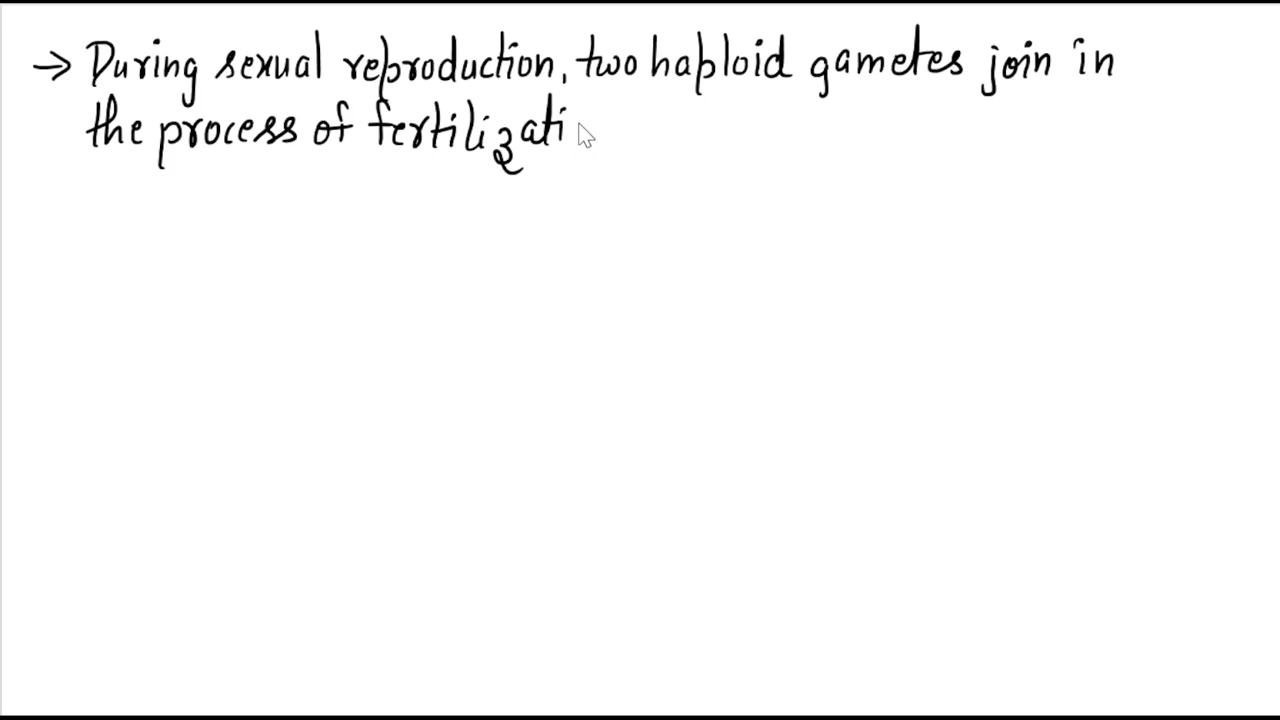 → During sexual reproduction, two haploid gametes join in
the process of fertilizati